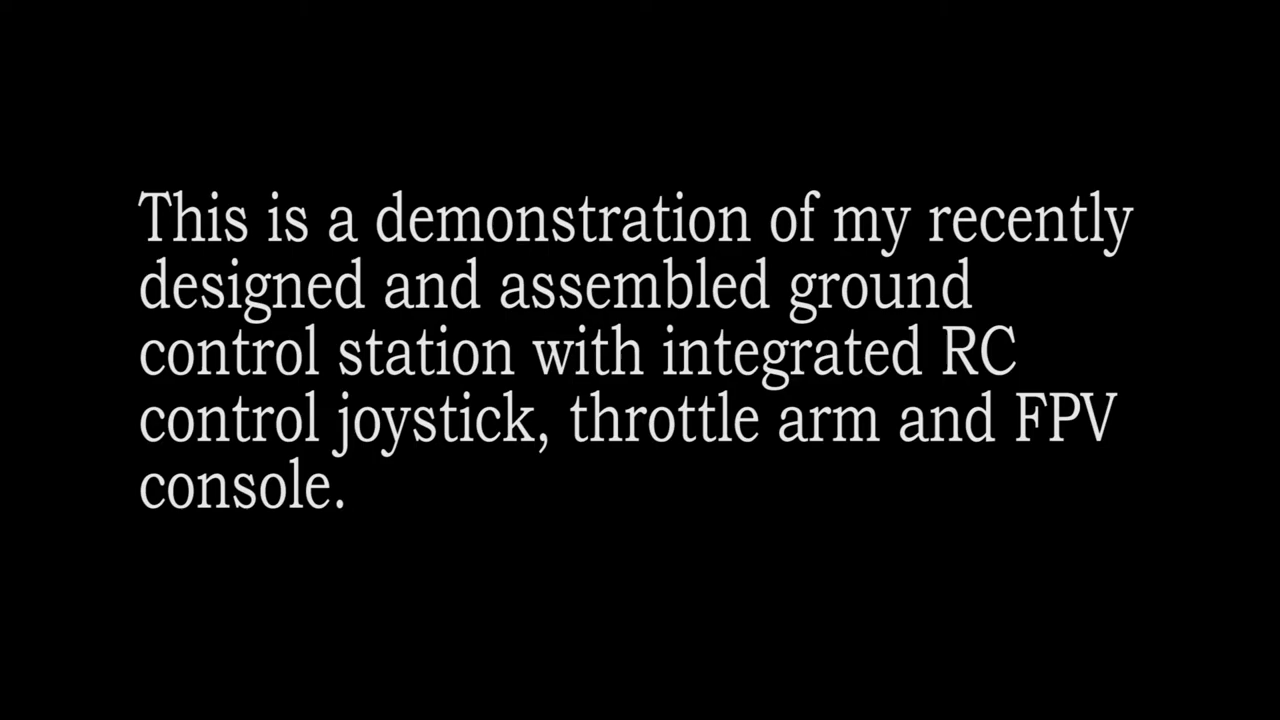 This is a demonstration of my recently
designed and assembled ground
control station with integrated RC
control joystick, throttle arm and FPV
console.